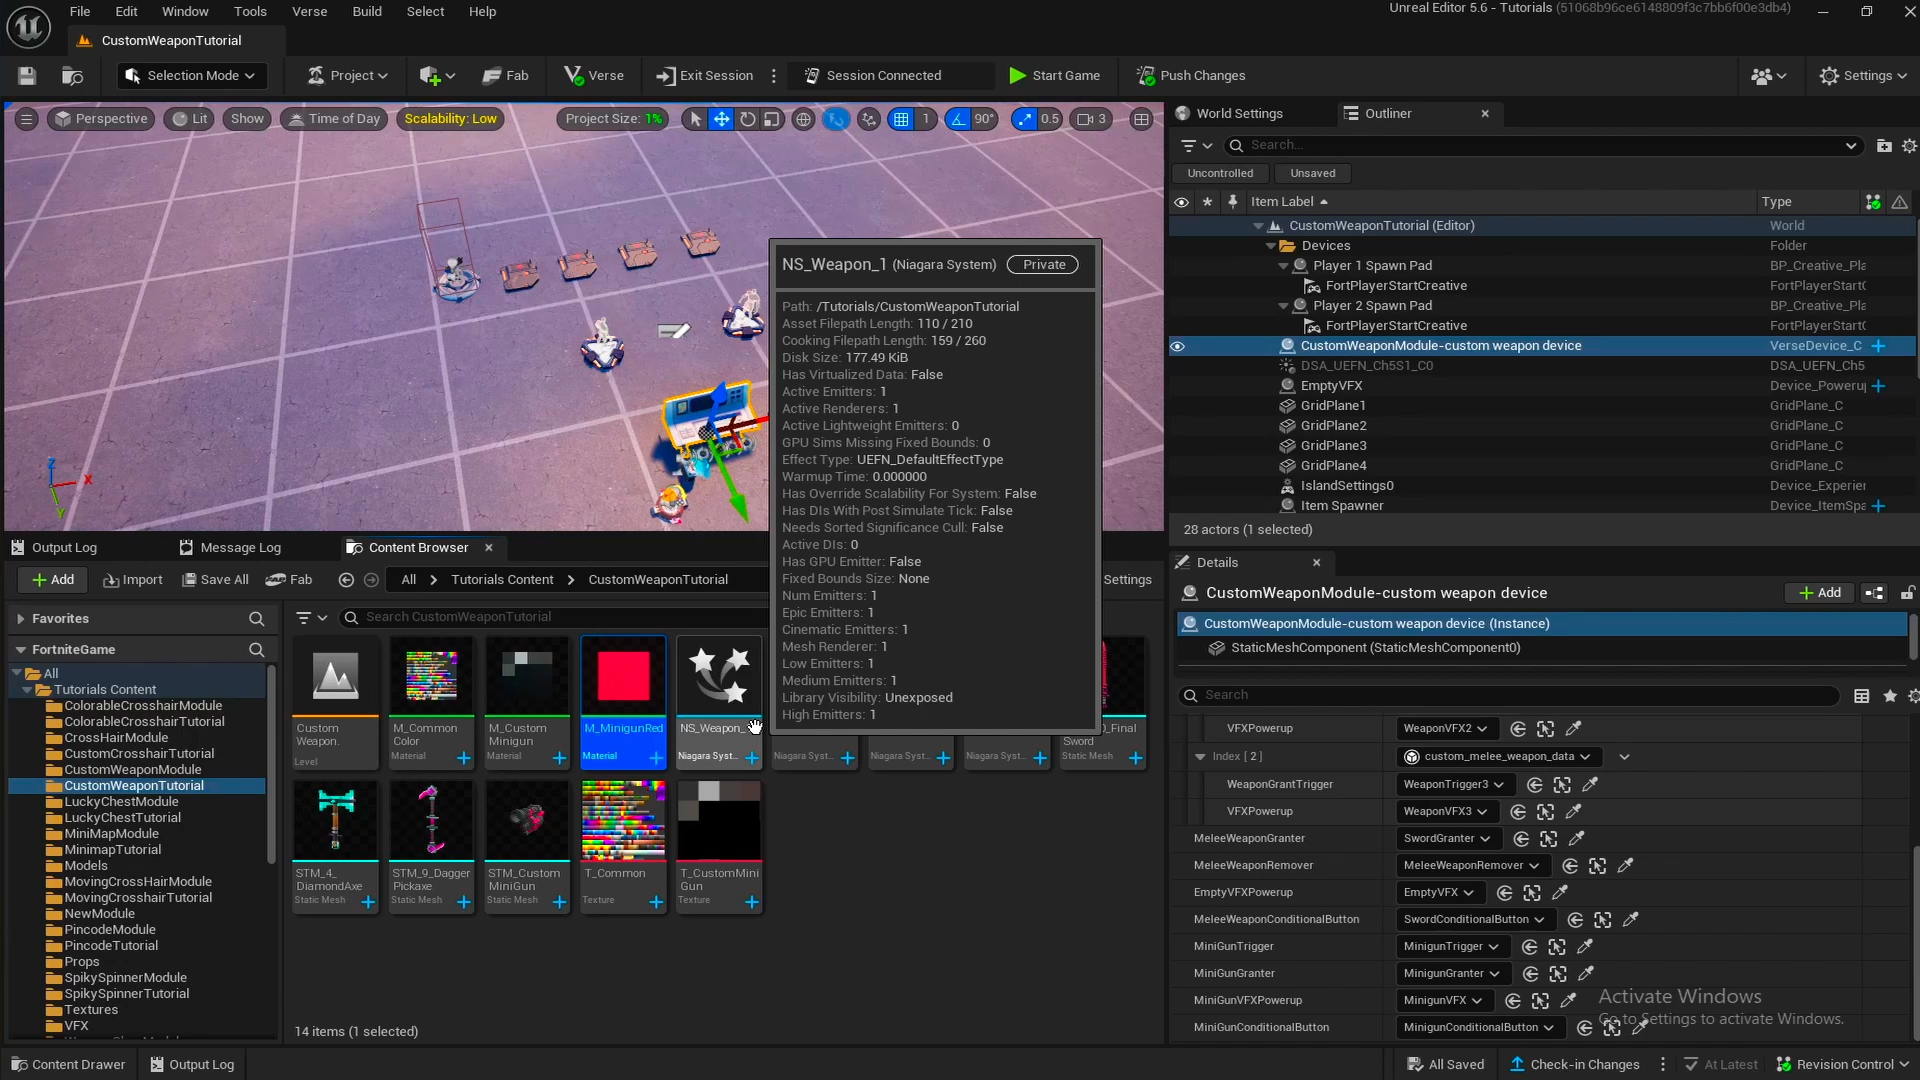 File Edit Window Tools Verse Build Select Help
Unreal Editor 5.6 - Tutorials (51068b96ce6148809f3c7bb6f00e3db4)
CustomWeaponTutorial
Selection Mode Project Fab Verse Exit Session Session Connected Start Game Push Changes Settings
Perspective Lit Show Time of Day Scalability: Low Project Size: 1% 1 90° 0.5 3
World Settings Outliner
Search...
Uncontrolled Unsaved
Item Label Type
CustomWeaponTutorial (Editor) World
Devices Folder
Player 1 Spawn Pad BP_Creative_Pla
FortPlayerStartCreative FortPlayerStart
Player 2 Spawn Pad BP_Creative_Pla
FortPlayerStartCreative FortPlayerStart
CustomWeaponModule-custom weapon device VerseDevice_C
DSA_UEFN_Ch5S1_C0 DSA_UEFN_Ch5
EmptyVFX Device_Poweru
GridPlane1 GridPlane_C
GridPlane2 GridPlane_C
GridPlane3 GridPlane_C
GridPlane4 GridPlane_C
IslandSettings0 Device_Experier
Item Spawner Device_ItemSpa
28 actors (1 selected)
NS_Weapon_1 (Niagara System) Private
Path: /Tutorials/CustomWeaponTutorial
Asset Filepath Length: 110 / 210
Cooking Filepath Length: 159 / 260
Disk Size: 177.49 KiB
Has Virtualized Data: False
Active Emitters: 1
Active Renderers: 1
Active Lightweight Emitters: 0
GPU Sims Missing Fixed Bounds: 0
Effect Type: UEFN_DefaultEffectType
Warmup Time: 0.000000
Has Override Scalability For System: False
Has DIs With Post Simulate Tick: False
Needs Sorted Significance Cull: False
Active DIs: 0
Has GPU Emitter: False
Fixed Bounds Size: None
Num Emitters: 1
Epic Emitters: 1
Cinematic Emitters: 1
Mesh Renderer: 1
Low Emitters: 1
Medium Emitters: 1
Library Visibility: Unexposed
High Emitters: 1
Z
X
Y
Output Log Message Log Content Browser
Add Import Save All Fab All Tutorials Content CustomWeaponTutorial Settings
Favorites
Search CustomWeaponTutorial
FortniteGame
All
Tutorials Content
ColorableCrosshairModule
ColorableCrosshairTutorial
CrossHairModule
CustomCrosshairTutorial
CustomWeaponModule
CustomWeaponTutorial
LuckyChestModule
LuckyChestTutorial
MiniMapModule
MinimapTutorial
Models
MovingCrossHairModule
MovingCrosshairTutorial
NewModule
PincodeModule
PincodeTutorial
Props
SpikySpinnerModule
SpikySpinnerTutorial
Textures
VFX
Custom Weapon. Level
M_Common Color Material
M_Custom Minigun Material
M_MinigunRed Material
NS_Weapon_ Niagara Syst...
Niagara Syst...
Niagara Syst...
Niagara Syst...
_Final Sword Static Mesh
STM_4_ DiamondAxe Static Mesh
STM_9_Dagger Pickaxe Static Mesh
STM_Custom MiniGun Static Mesh
T_Common Texture
T_CustomMini Gun Texture
14 items (1 selected)
Details
CustomWeaponModule-custom weapon device Add
CustomWeaponModule-custom weapon device (Instance)
StaticMeshComponent (StaticMeshComponent0)
Search
VFXPowerup WeaponVFX2
Index [ 2 ] custom_melee_weapon_data
WeaponGrantTrigger WeaponTrigger3
VFXPowerup WeaponVFX3
MeleeWeaponGranter SwordGranter
MeleeWeaponRemover MeleeWeaponRemover
EmptyVFXPowerup EmptyVFX
MeleeWeaponConditionalButton SwordConditionalButton
MiniGunTrigger MinigunTrigger
MiniGunGranter MinigunGranter
MiniGunVFXPowerup MinigunVFX
MiniGunConditionalButton MinigunConditionalButton
Activate Windows
Go to Settings to activate Windows.
Content Drawer Output Log All Saved Check-in Changes At Latest Revision Control